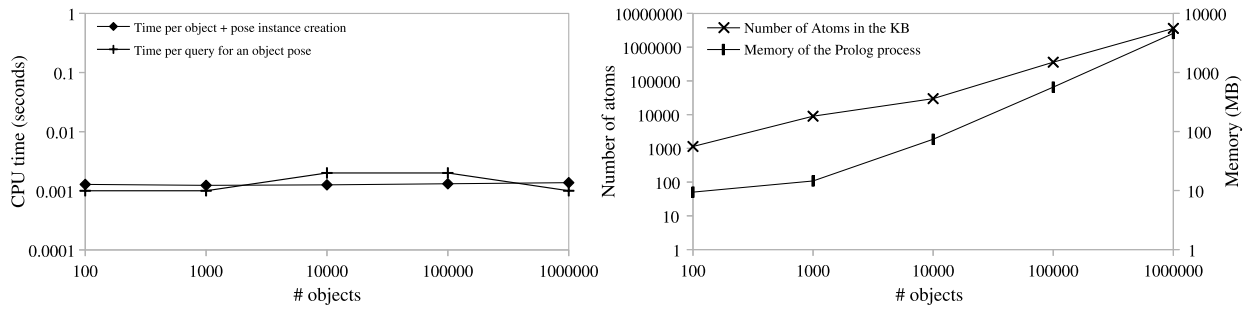 1
0.1
0.01
0.001
0.0001
CPU time (seconds)
Time per object + pose instance creation
Time per query for an object pose
100 1000 10000 100000 1000000
# objects
10000000
1000000
100000
10000
1000
100
10
1
Number of atoms
Number of Atoms in the KB
Memory of the Prolog process
10000
1000
100
10
1
Memory (MB)
100 1000 10000 100000 1000000
# objects